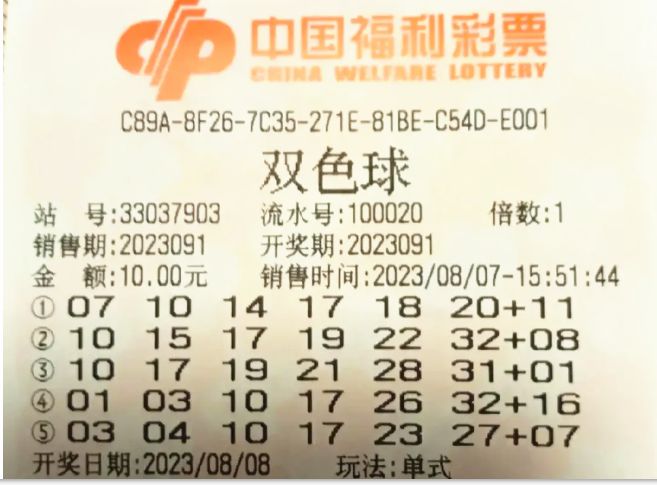 中国福利彩票
CHINA WELFARE LOTTERY
C89A-8F26-7C35-271E-81BE-C54D-E001
双色球
站 号:33037903 流水号:100020 倍数:1
销售期:2023091 开奖期:2023091
金 额:10.00元 销售时间:2023/08/07-15:51:44
① 07 10 14 17 18 20+11
② 10 15 17 19 22 32+08
③ 10 17 19 21 28 31+01
④ 01 03 10 17 26 32+16
⑤ 03 04 10 17 23 27+07
开奖日期:2023/08/08 玩法:单式